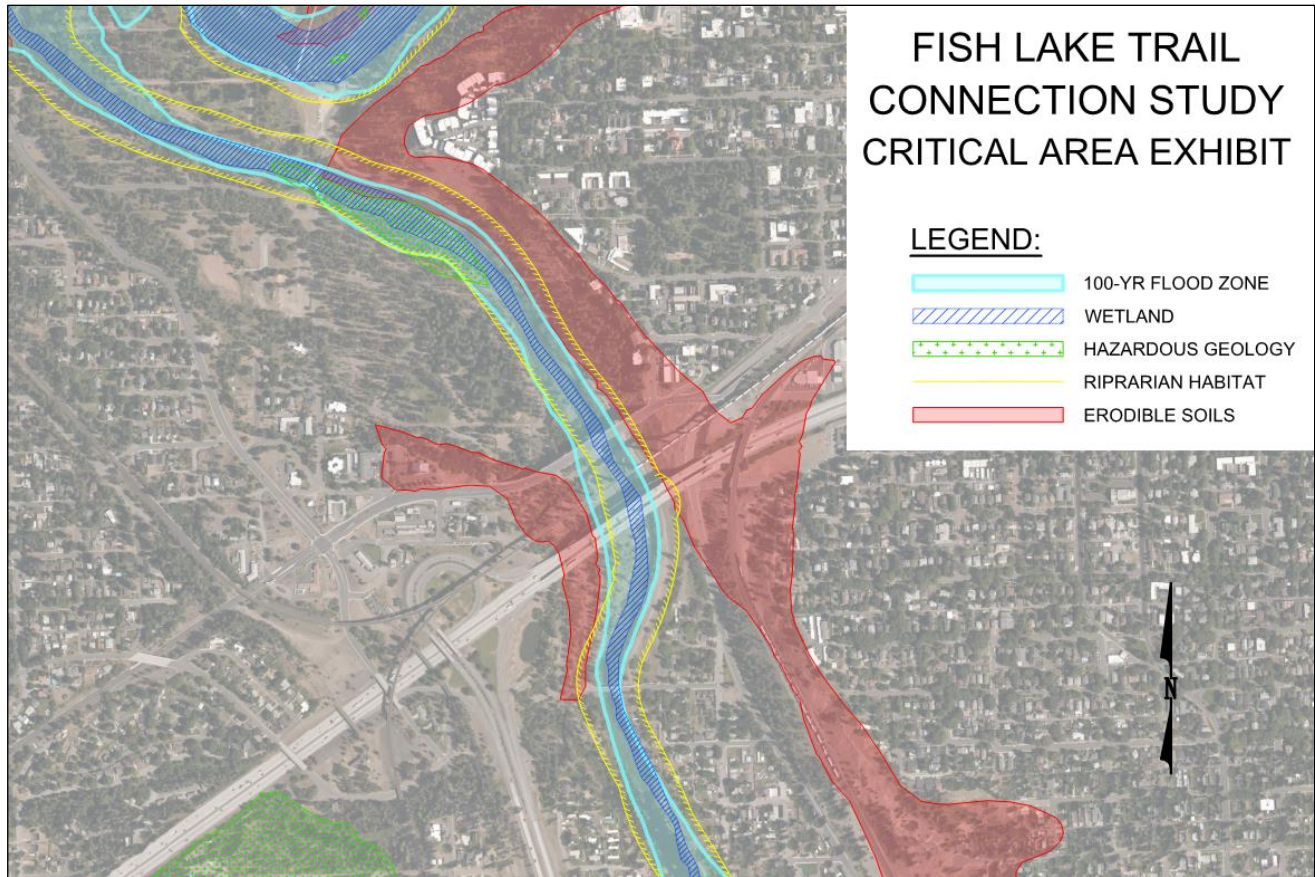 FISH LAKE TRAIL
CONNECTION STUDY
CRITICAL AREA EXHIBIT
LEGEND:
100-YR FLOOD ZONE
WETLAND
HAZARDOUS GEOLOGY
RIPRARIAN HABITAT
ERODIBLE SOILS
N